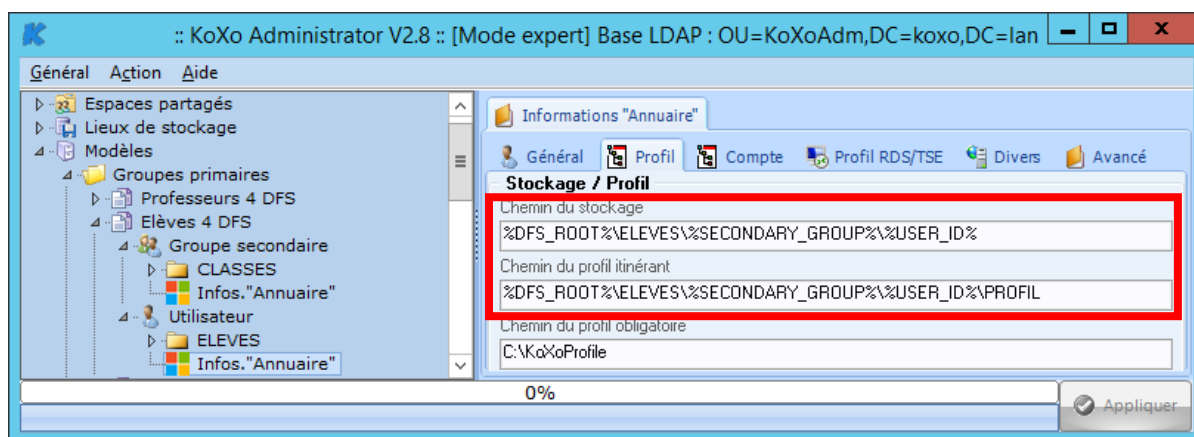 :: KoXo Administrator V2.8 :: [Mode expert] Base LDAP : OU=KoXoAdm,DC=koxo,DC=lan
Général Action Aide
Espaces partagés
Lieux de stockage
Modèles
Groupes primaires
Professeurs 4 DFS
Elèves 4 DFS
Groupe secondaire
CLASSES
Infos."Annuaire"
Utilisateur
ELEVES
Infos."Annuaire"
Informations "Annuaire"
Général Profil Compte Profil RDS/TSE Divers Avancé
Stockage / Profil
Chemin du stockage
%DFS_ROOT%\ELEVES\%SECONDARY_GROUP%\%USER_ID%
Chemin du profil itinérant
%DFS_ROOT%\ELEVES\%SECONDARY_GROUP%\%USER_ID%\PROFIL
Chemin du profil obligatoire
C:\KoXoProfile
0%
Appliquer